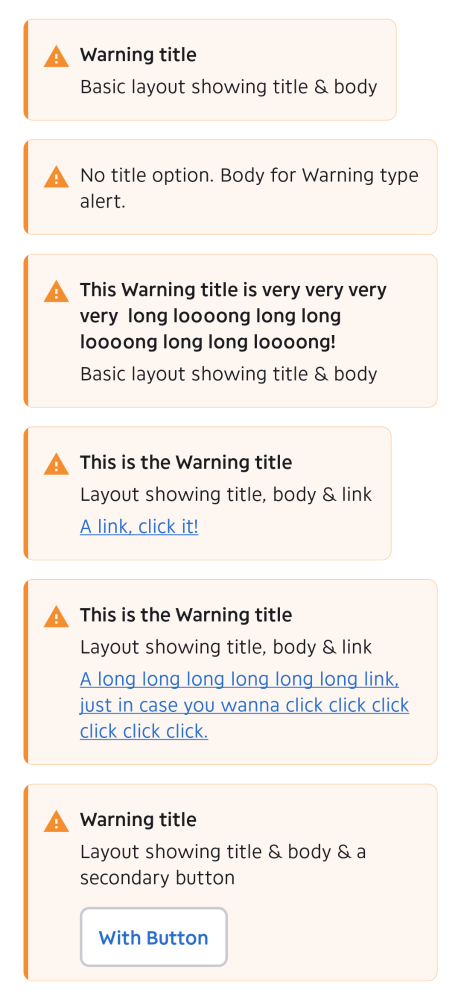 Warning title
Basic layout showing title & body
No title option. Body for Warning type
alert.
This Warning title is very very very
very  long loooong long long
loooong long long loooong!
Basic layout showing title & body
This is the Warning title
Layout showing title, body & link
A link, click it!
This is the Warning title
Layout showing title, body & link
A long long long long long long link,
just in case you wanna click click click
click click click.
Warning title
Layout showing title & body & a
secondary button
With Button